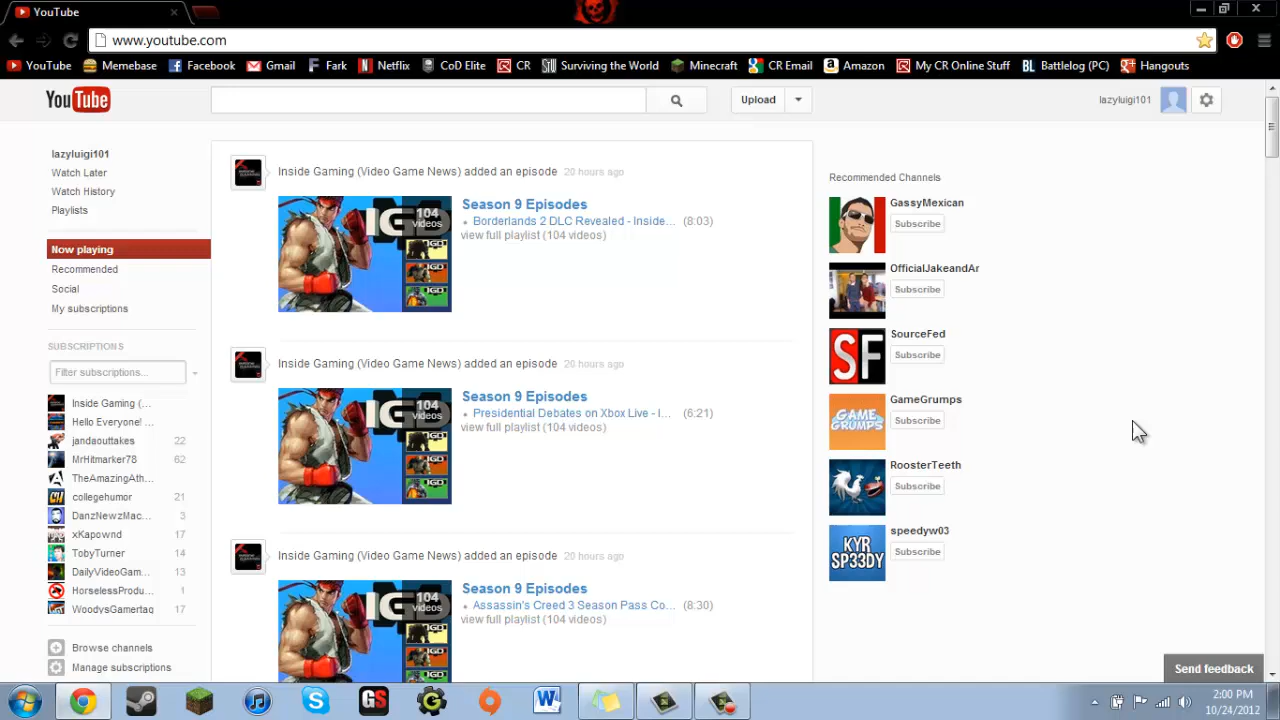 YouTube
www.youtube.com
YouTube Memebase Facebook Gmail Fark Netflix CoD Elite CR Surviving the World Minecraft CR Email Amazon My CR Online Stuff Battlelog (PC) Hangouts
YouTube
Upload
lazyluigi101
lazyluigi101
Watch Later
Watch History
Playlists
Now playing
Recommended
Social
My subscriptions
SUBSCRIPTIONS
Filter subscriptions...
Inside Gaming (...
Hello Everyone! ...
jandaouttakes 22
MrHitmarker78 62
TheAmazingAth...
collegehumor 21
DanzNewzMac... 3
xKapownd 17
TobyTurner 14
DailyVideoGam... 13
HorselessProdu... 1
WoodysGamertag 17
Browse channels
Manage subscriptions
Inside Gaming (Video Game News) added an episode 20 hours ago
104
videos
Season 9 Episodes
Borderlands 2 DLC Revealed - Inside... (8:03)
view full playlist (104 videos)
Inside Gaming (Video Game News) added an episode 20 hours ago
104
videos
Season 9 Episodes
Presidential Debates on Xbox Live - I... (6:21)
view full playlist (104 videos)
Inside Gaming (Video Game News) added an episode 20 hours ago
104
videos
Season 9 Episodes
Assassin's Creed 3 Season Pass Co... (8:30)
view full playlist (104 videos)
Recommended Channels
GassyMexican
Subscribe
OfficialJakeandAr
Subscribe
SF
SourceFed
Subscribe
GAME GRUMPS
GameGrumps
Subscribe
RoosterTeeth
Subscribe
KYR SP33DY
speedyw03
Subscribe
Send feedback
2:00 PM
10/24/2012